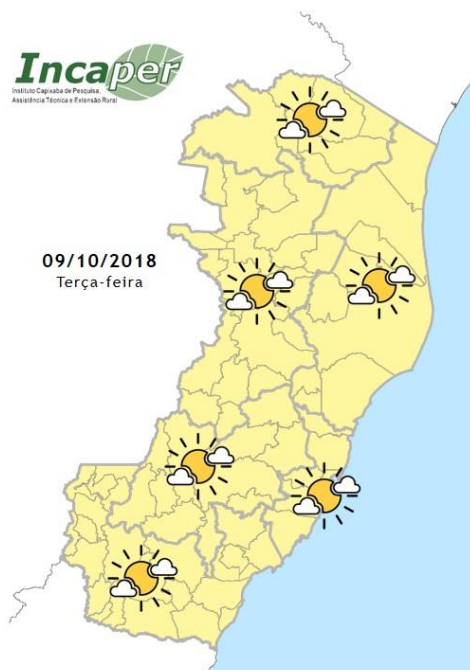 Incaper
Instituto Capixaba de Pesquisa,
Assistência Técnica e Extensão Rural
09/10/2018
Terça-feira